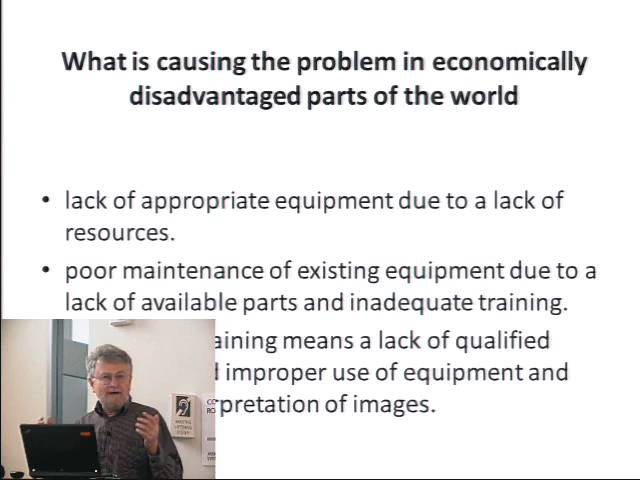 What is causing the problem in economically
disadvantaged parts of the world
• lack of appropriate equipment due to a lack of
resources.
• poor maintenance of existing equipment due to a
lack of available parts and inadequate training.
aining means a lack of qualified
d improper use of equipment and
rpretation of images.